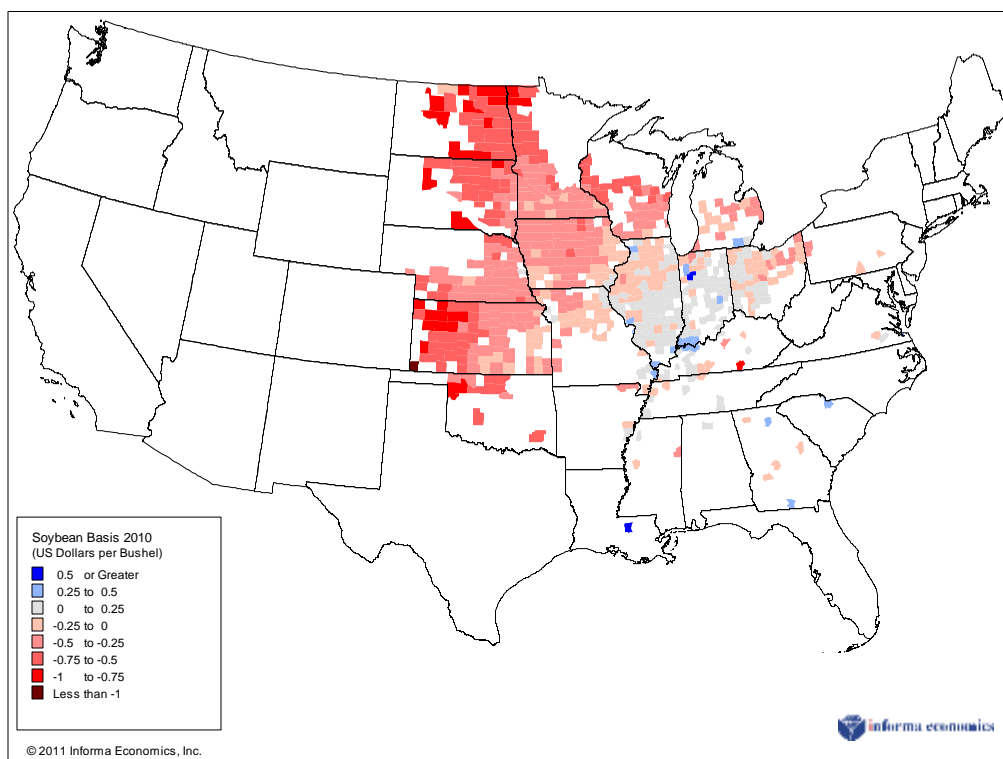 Soybean Basis 2010
(US Dollars per Bushel)
0.5 or Greater
0.25 to 0.5
0 to 0.25
-0.25 to 0
-0.5 to -0.25
-0.75 to -0.5
-1 to -0.75
Less than -1
informa economics
© 2011 Informa Economics, Inc.